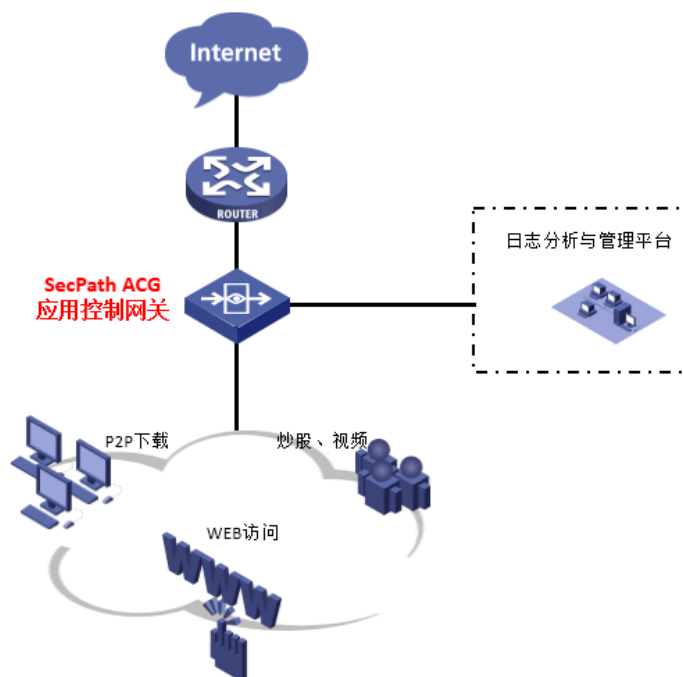 Internet
ROUTER
日志分析与管理平台
SecPath ACG
应用控制网关
P2P下载
炒股、视频
WEB访问
WWW